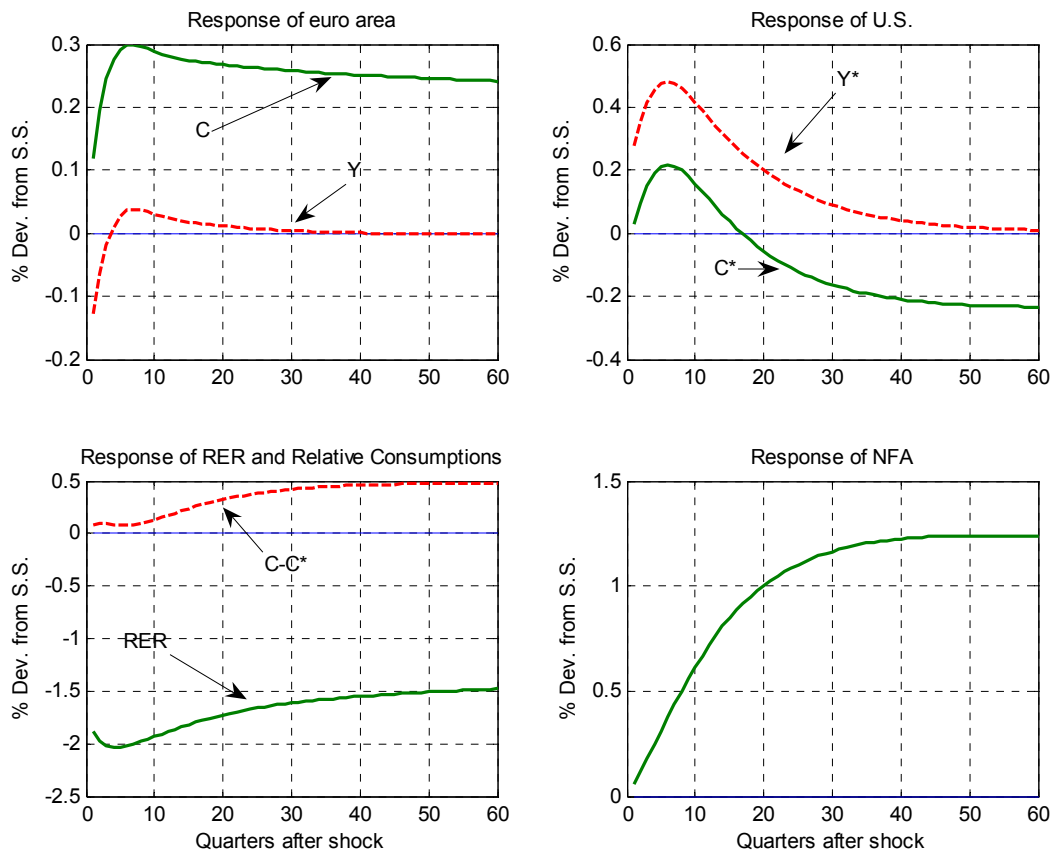 Response of euro area
% Dev. from S.S.
0.3
0.2
0.1
0
-0.1
-0.2
C
Y
0 10 20 30 40 50 60
Response of U.S.
% Dev. from S.S.
0.6
0.4
0.2
0
-0.2
-0.4
Y*
C*
0 10 20 30 40 50 60
Response of RER and Relative Consumptions
% Dev. from S.S.
0.5
0
-0.5
-1
-1.5
-2
-2.5
C-C*
RER
0 10 20 30 40 50 60
Quarters after shock
Response of NFA
% Dev. from S.S.
1.5
1
0.5
0
0 10 20 30 40 50 60
Quarters after shock